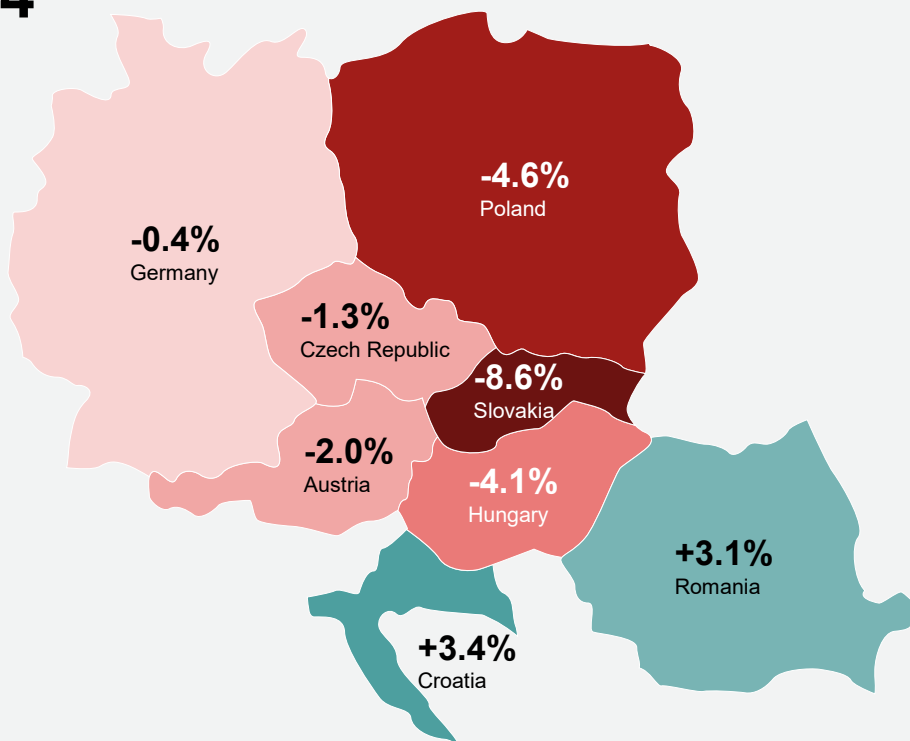 4
-4.6%
Poland
-0.4%
Germany
-1.3%
Czech Republic
-8.6%
Slovakia
-2.0%
Austria
-4.1%
Hungary
+3.1%
Romania
+3.4%
Croatia